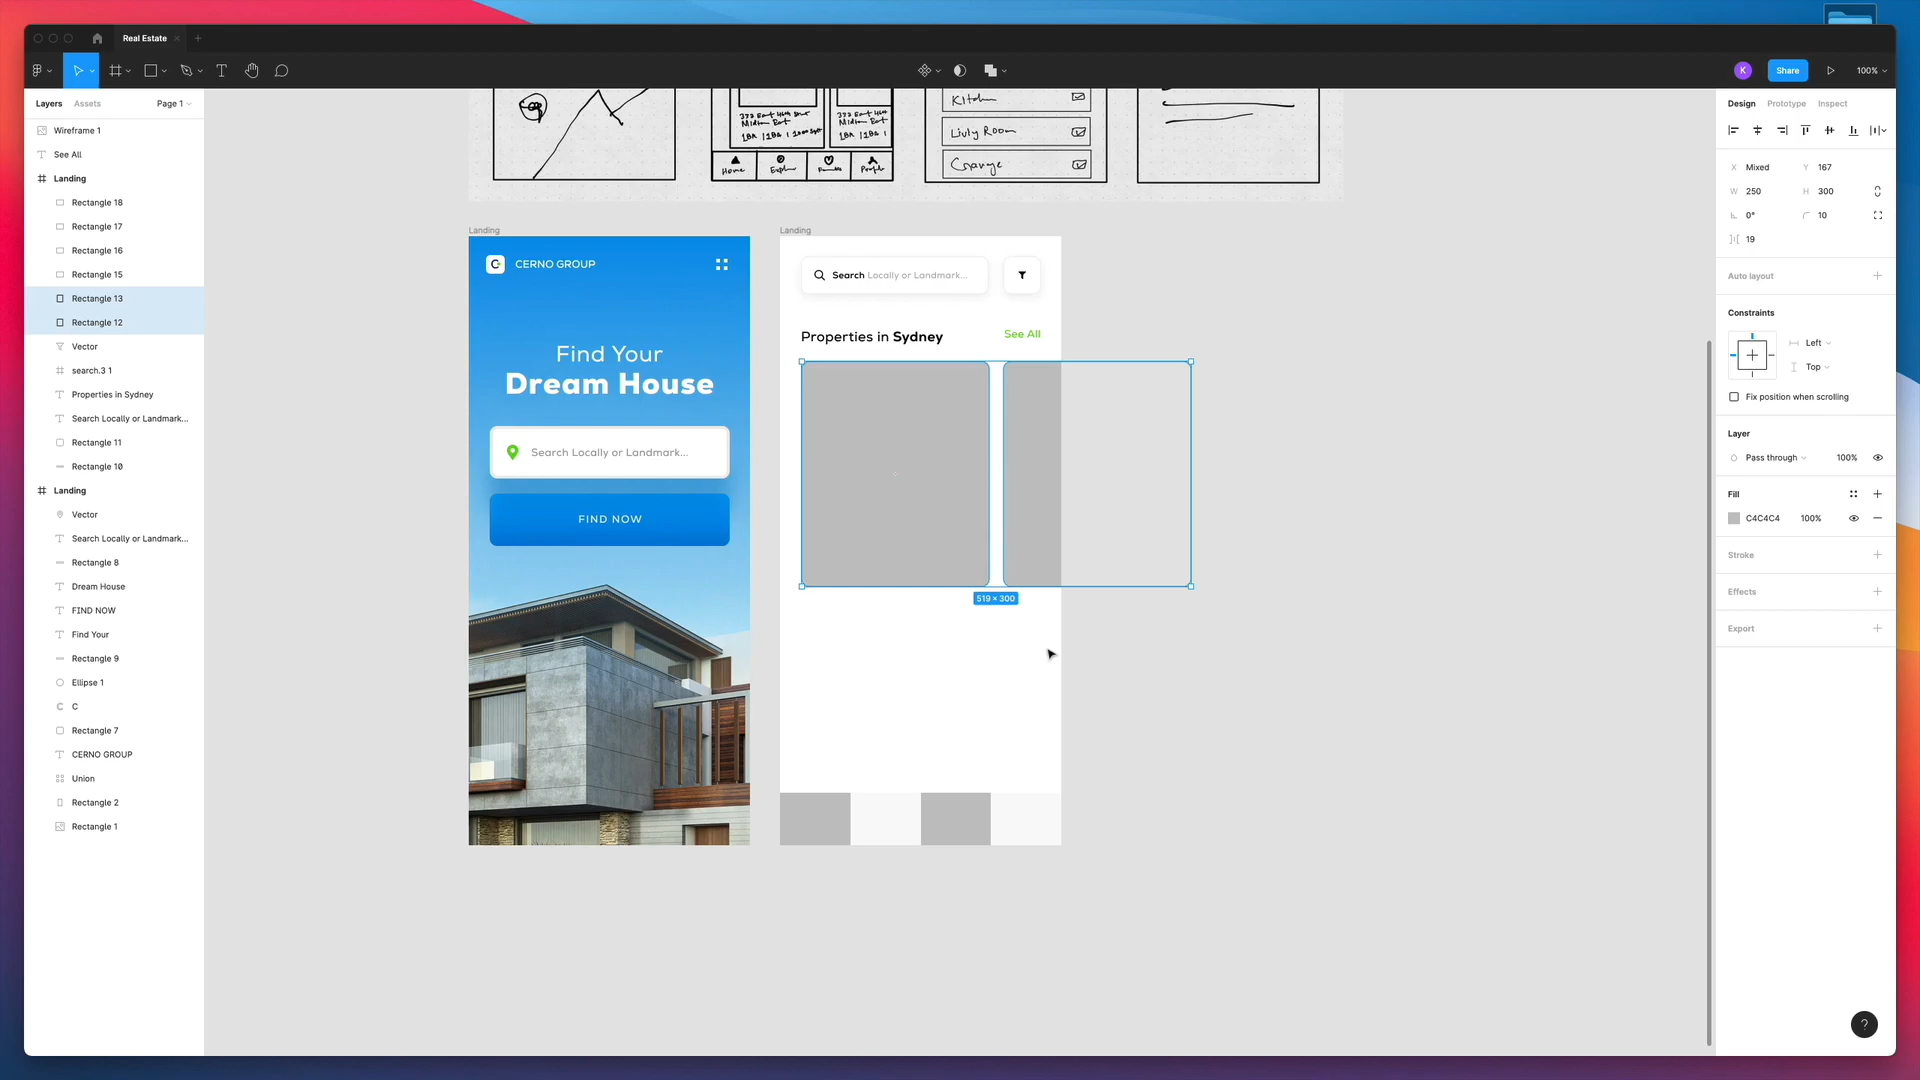 Real Estate
Share
100%
Layers
Assets
Page 1
Wireframe 1
See All
Landing
Rectangle 18
Rectangle 17
Rectangle 16
Rectangle 15
Rectangle 13
Rectangle 12
Vector
search.3 1
Properties in Sydney
Search Locally or Landmark...
Rectangle 11
Rectangle 10
Landing
Vector
Search Locally or Landmark...
Rectangle 8
Dream House
FIND NOW
Find Your
Rectangle 9
Ellipse 1
C
Rectangle 7
CERNO GROUP
Union
Rectangle 2
Rectangle 1
Midtown East
Home
Profile
Kitchen
Living Room
Garage
Landing
C
CERNO GROUP
Find Your
Dream House
Search Locally or Landmark...
FIND NOW
Landing
Search Locally or Landmark...
Properties in Sydney
See All
519 × 300
K
Design
Prototype
Inspect
X Mixed
Y 167
W 250
H 300
0°
10
19
Auto layout
Constraints
Left
Top
Fix position when scrolling
Layer
Pass through
100%
Fill
C4C4C4
100%
Stroke
Effects
Export
?